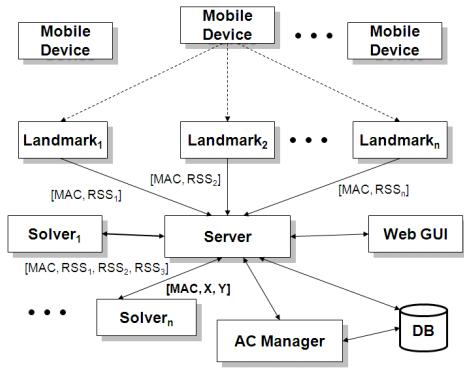 Mobile Device
Mobile Device
Mobile Device
Landmark₁
Landmark₂
Landmarkₙ
[MAC, RSS₁]
[MAC, RSS₂]
[MAC, RSSₙ]
Solver₁
Server
Web GUI
[MAC, RSS₁, RSS₂, RSS₃]
[MAC, X, Y]
Solverₙ
AC Manager
DB